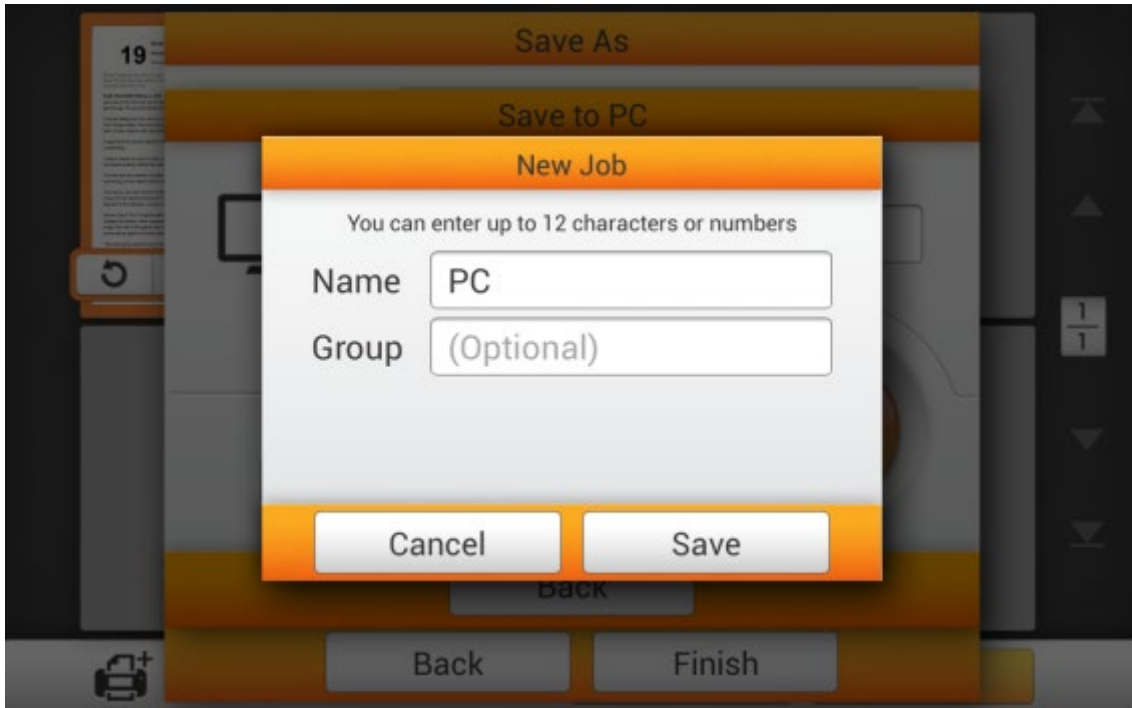 19
Save As
Save to PC
New Job
You can enter up to 12 characters or numbers
Name PC
Group (Optional)
Cancel Save
Back
Back Finish
1
1